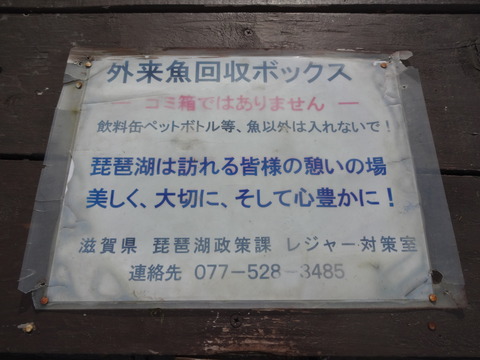 外来魚回収ボックス
― ゴミ箱ではありません ―
飲料缶ペットボトル等、魚以外は入れないで！
琵琶湖は訪れる皆様の憩いの場
美しく、大切に、そして心豊かに！
滋賀県 琵琶湖政策課 レジャー対策室
連絡先 077－528－3485